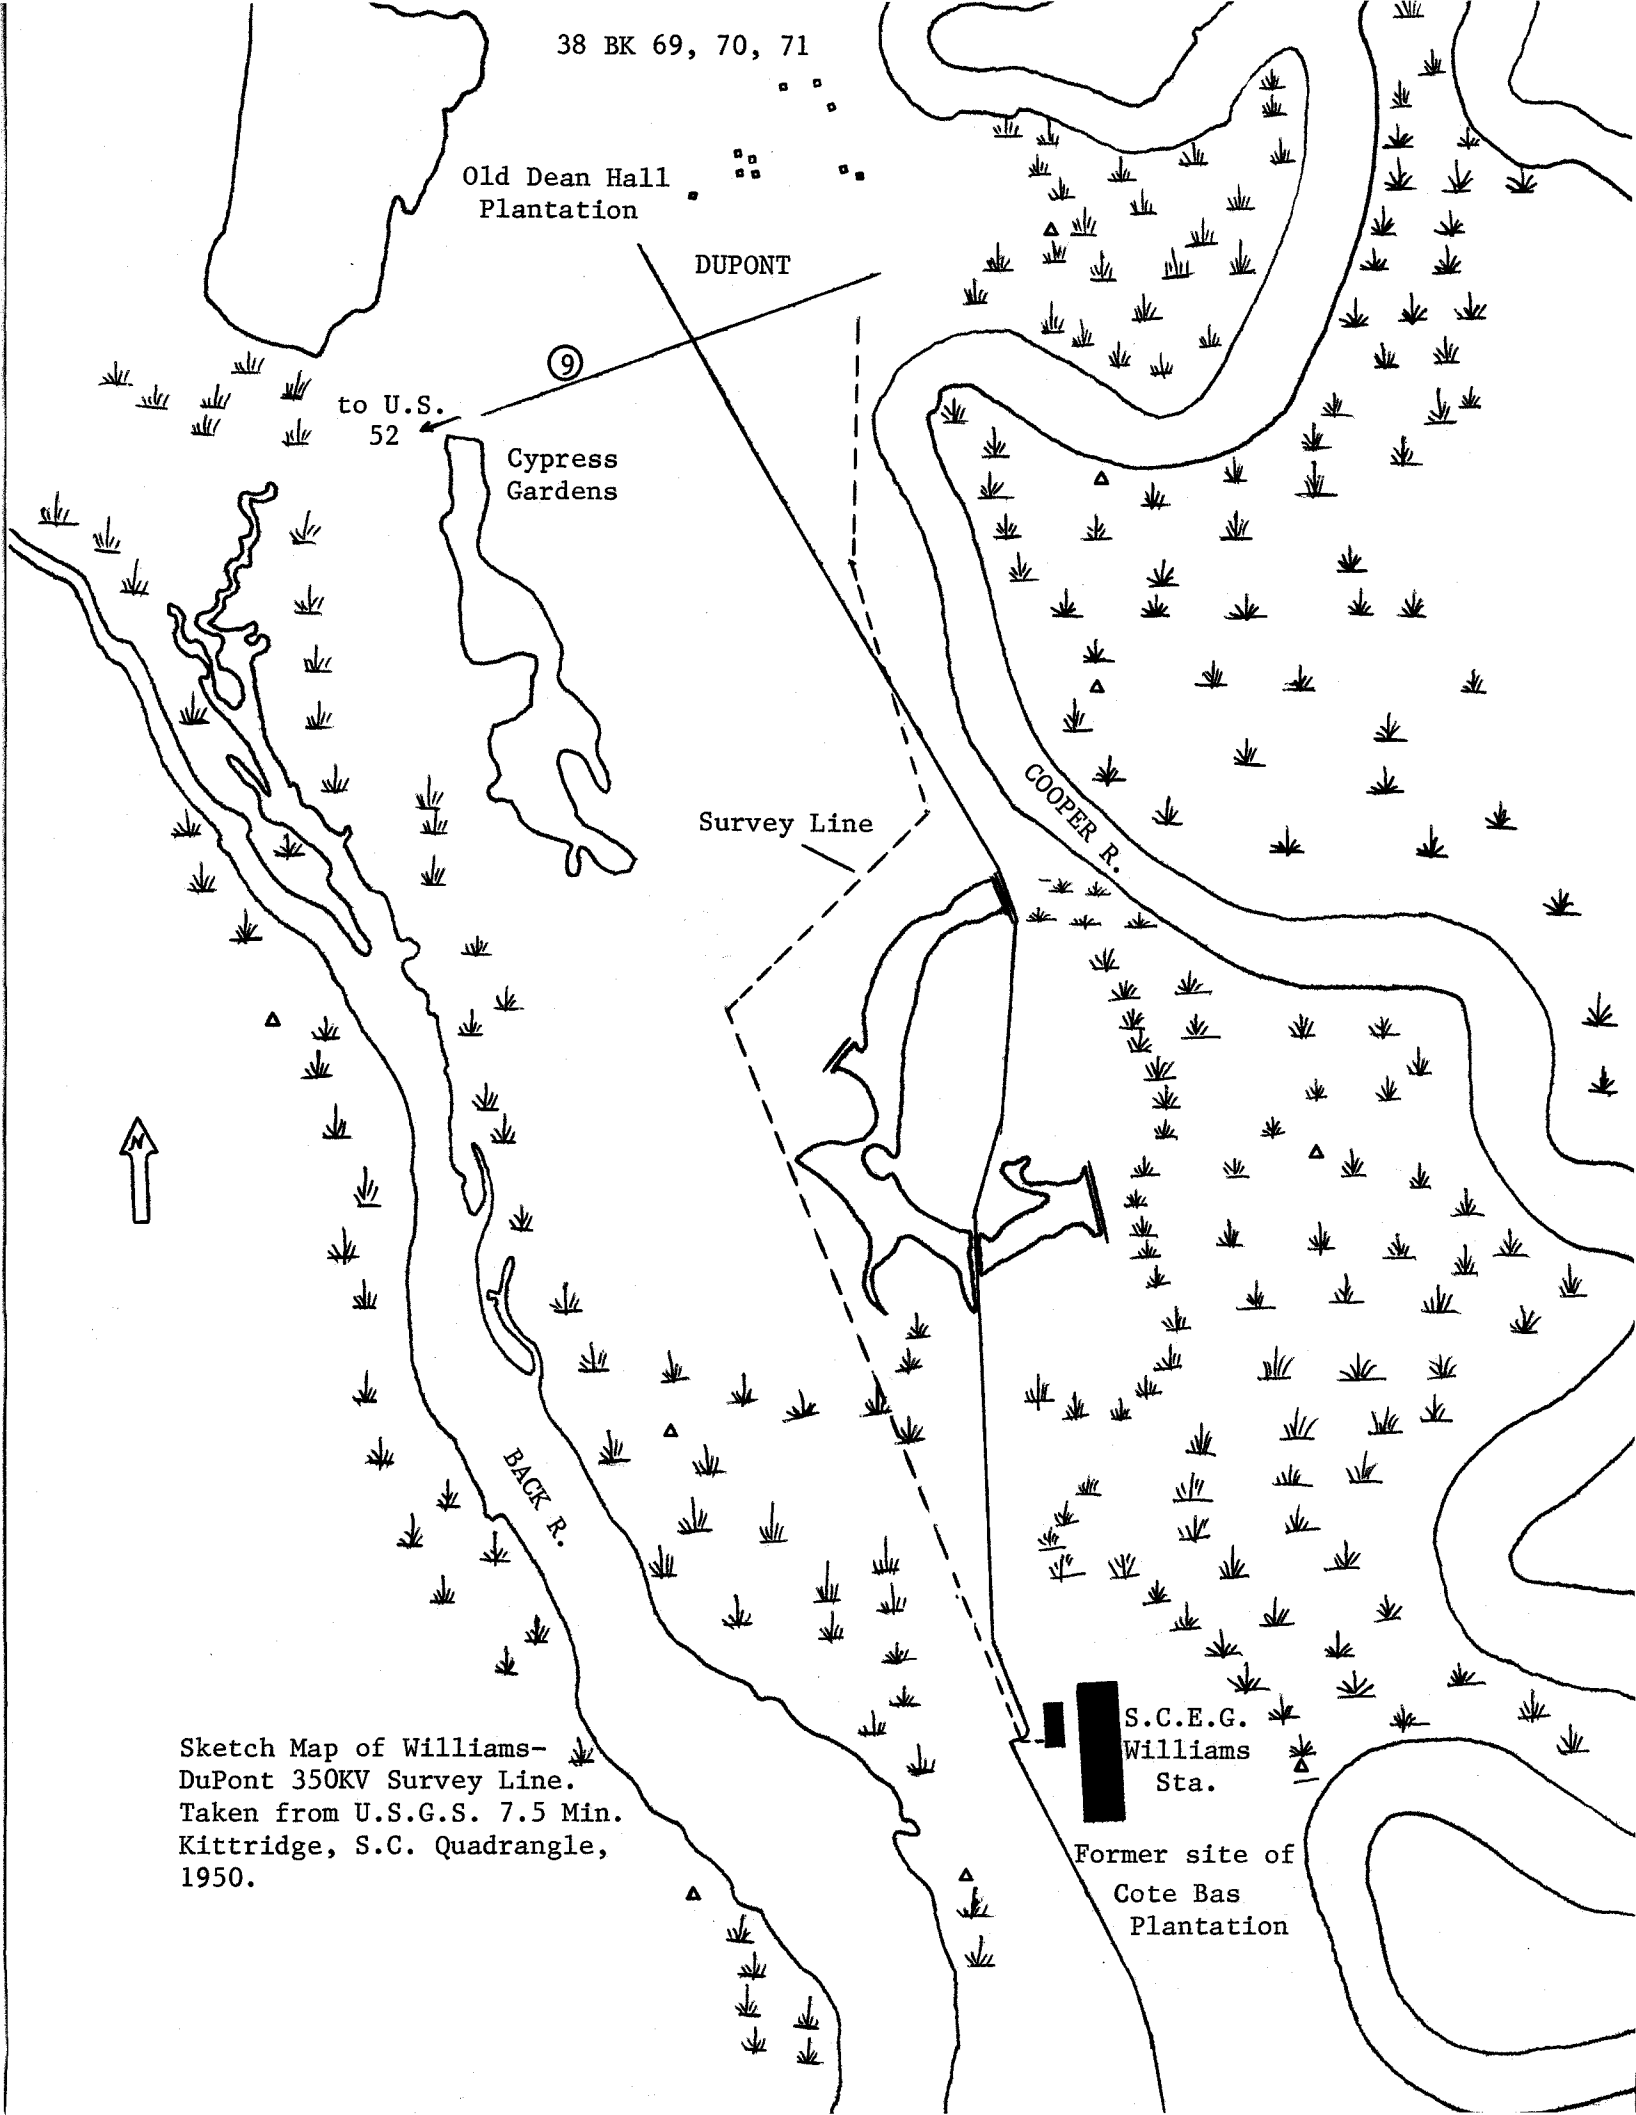 38 BK 69, 70, 71
Old Dean Hall
Plantation
DUPONT
9
to U.S.
52
Cypress
Gardens
COOPER R.
Survey Line
N
BACK R.
S.C.E.G.
Williams
Sta.
Sketch Map of Williams-
DuPont 350KV Survey Line.
Taken from U.S.G.S. 7.5 Min.
Kittridge, S.C. Quadrangle,
1950.
Former site of
Cote Bas
Plantation